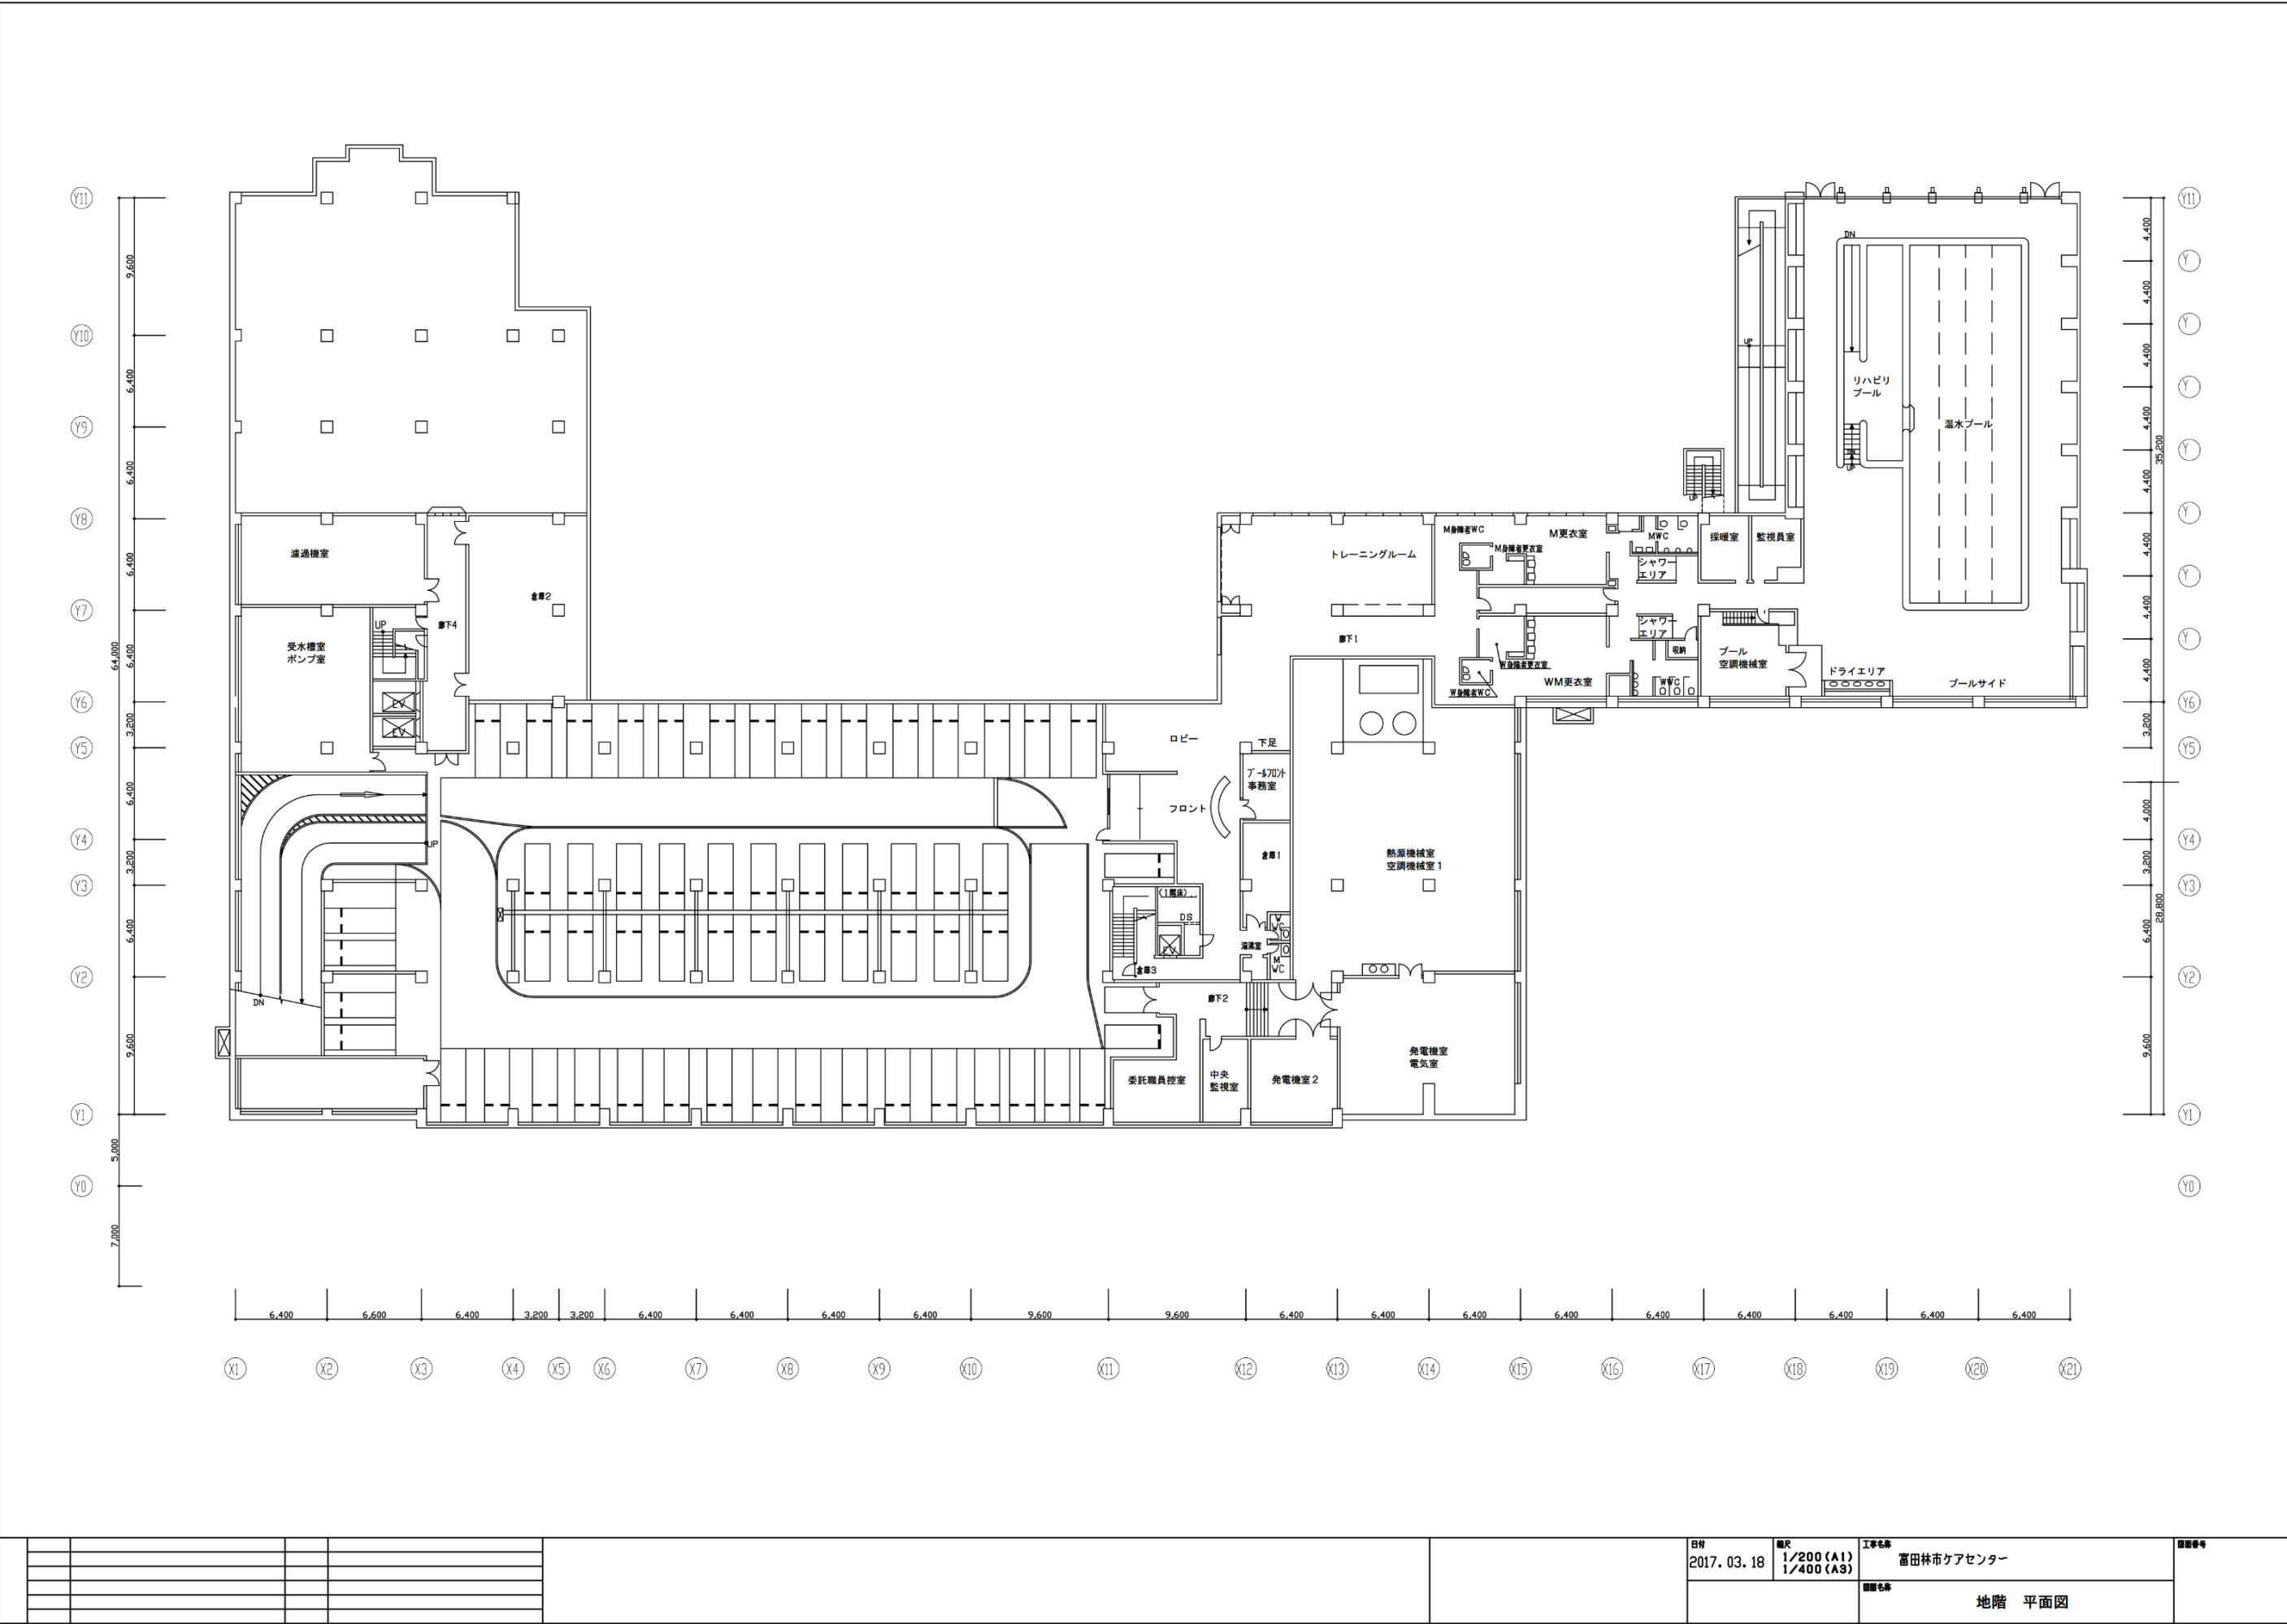 Y11
Y10
Y9
Y8
Y7
Y6
Y5
Y4
Y3
Y2
Y1
Y0
9,600
6,400
6,400
6,400
6,400
3,200
6,400
3,200
6,400
9,600
64,000
5,000
7,000
濾過機室
受水槽室
ポンプ室
UP
EV
EV
廊下4
倉庫2
UP
DN
ロビー
下足
プールフロント
事務室
フロント
倉庫1
(1階床)
DS
EV
倉庫3
湯沸室
W
WC
M
WC
廊下2
委託職員控室
中央
監視室
発電機室2
発電機室
電気室
熱源機械室
空調機械室1
トレーニングルーム
廊下1
M身障者WC
M身障者更衣室
M更衣室
MWC
シャワー
エリア
採暖室
監視員室
シャワー
エリア
収納
W身障者更衣室
W身障者WC
WM更衣室
WWC
プール
空調機械室
ドライエリア
プールサイド
UP
UP
DN
リハビリ
プール
DN
UP
温水プール
4,400
4,400
4,400
4,400
4,400
4,400
4,400
4,400
35,200
3,200
4,000
3,200
6,400
28,800
9,600
Y11
Y
Y
Y
Y
Y
Y
Y
Y6
Y5
Y4
Y3
Y2
Y1
Y0
6,400
6,600
6,400
3,200
3,200
6,400
6,400
6,400
6,400
9,600
9,600
6,400
6,400
6,400
6,400
6,400
6,400
6,400
6,400
6,400
X1
X2
X3
X4
X5
X6
X7
X8
X9
X10
X11
X12
X13
X14
X15
X16
X17
X18
X19
X20
X21
日付
2017.03.18
縮尺
1/200(A1)
1/400(A3)
工事名称
富田林市ケアセンター
図面名称
地階 平面図
図面番号